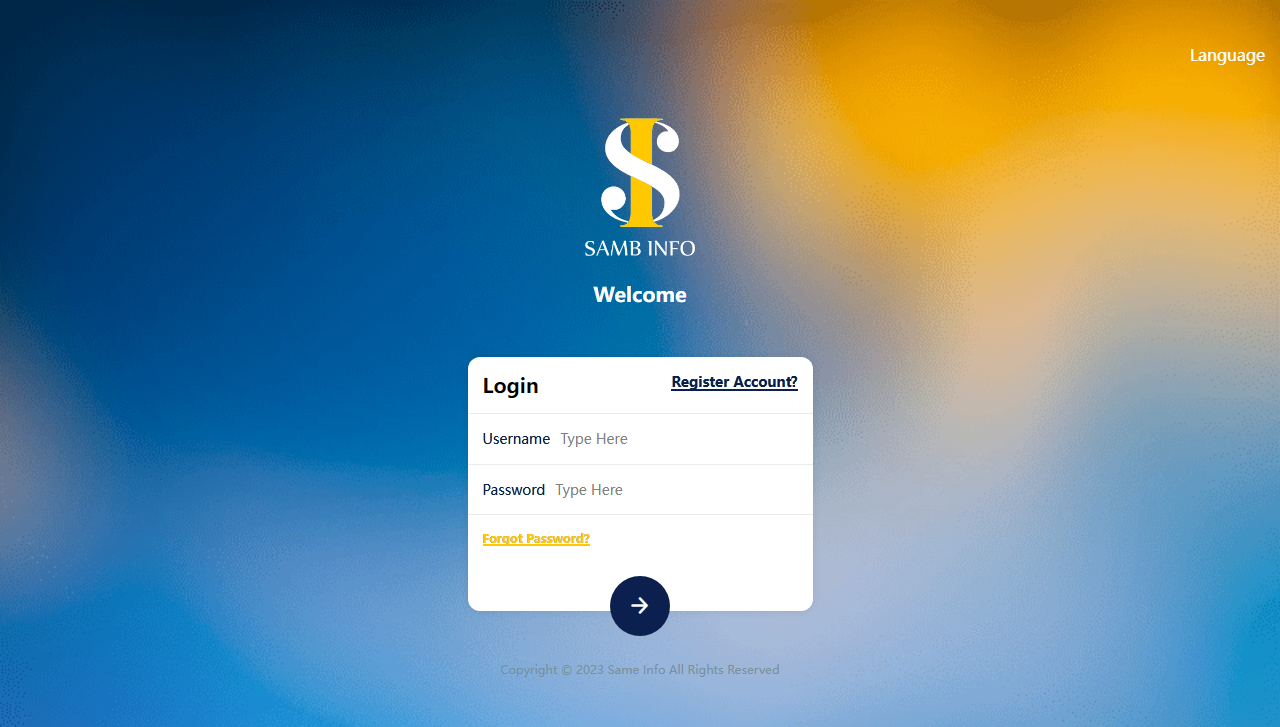 Language
SI
SAMB INFO
Welcome
Login
Register Account?
Username Type Here
Password Type Here
Forgot Password?
Copyright © 2023 Same Info All Rights Reserved